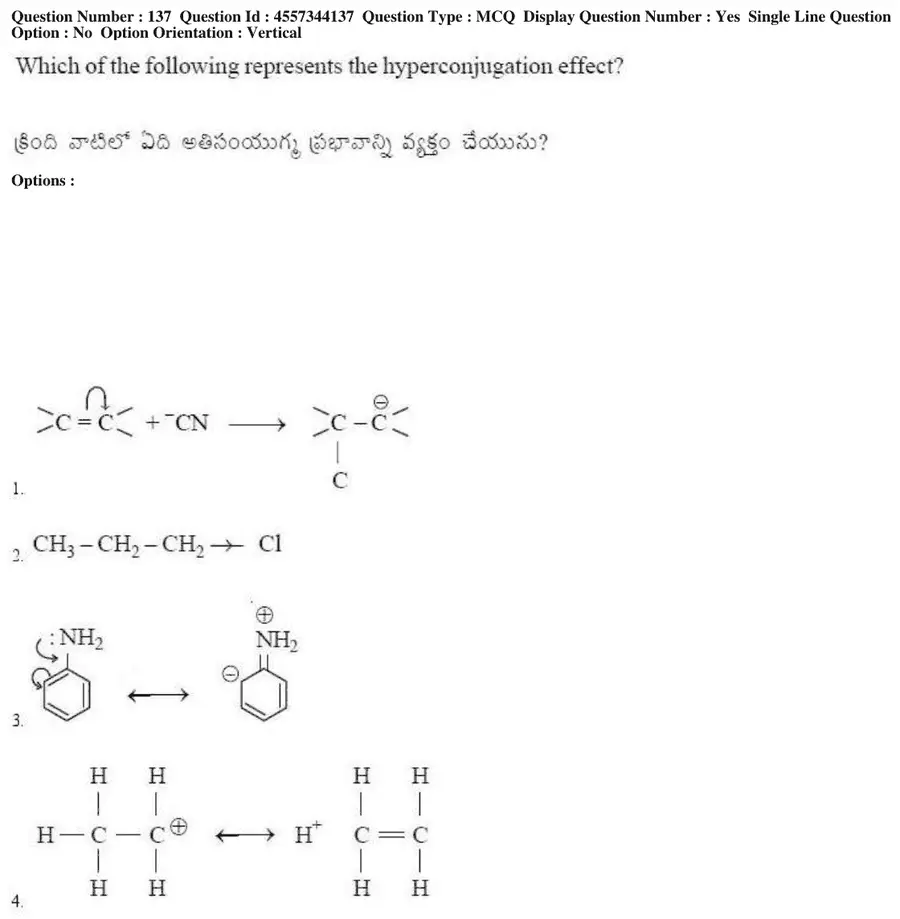 Question Number : 137 Question Id : 4557344137 Question Type : MCQ Display Question Number : Yes Single Line Question
Option : No Option Orientation : Vertical
Which of the following represents the hyperconjugation effect?
క్రింది వాటిలో ఏది అతిసంయుగ్మ ప్రభావాన్ని వ్యక్తం చేయును?
Options :
>C=C< + ⁻CN ⟶ >C–C<
⊖
|
C
1.
2. CH₃–CH₂–CH₂→ Cl
⊕
:NH₂ NH₂
⊖
⟷
3.
H H H H
| | | |
H—C—C⊕ ⟷ H⁺ C=C
| | | |
H H H H
4.